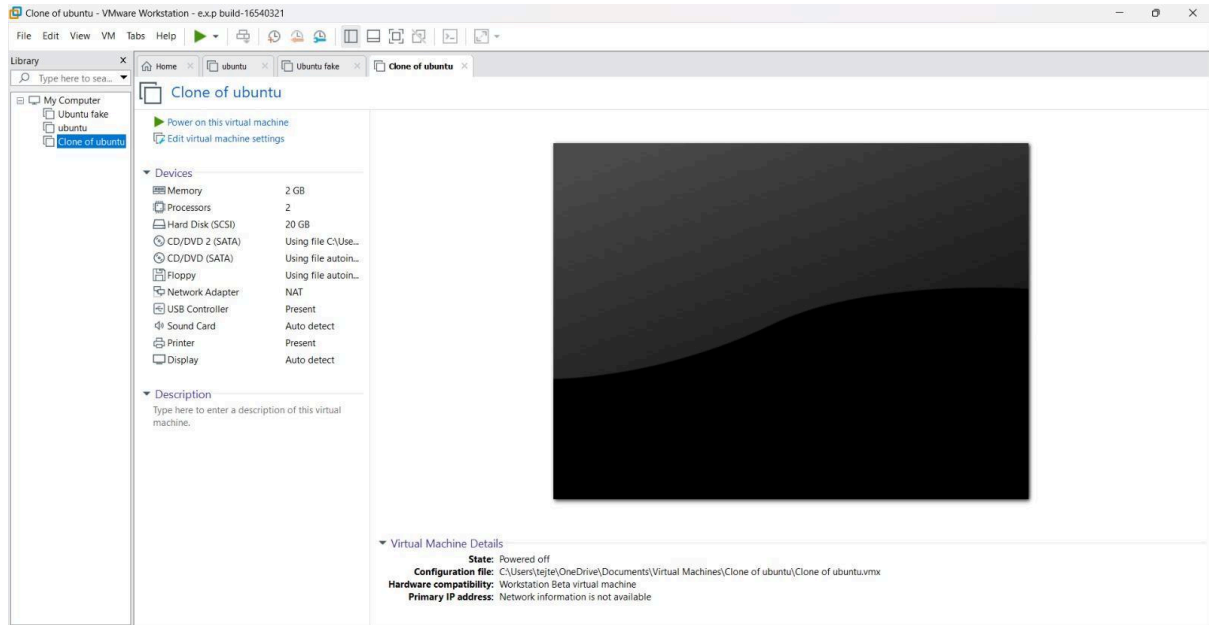 Clone of ubuntu - VMware Workstation - e.x.p build-16540321
File Edit View VM Tabs Help
Library X
Type here to sea...
My Computer
Ubuntu fake
ubuntu
Clone of ubuntu
Home ubuntu Ubuntu fake Clone of ubuntu
Clone of ubuntu
Power on this virtual machine
Edit virtual machine settings
Devices
Memory 2 GB
Processors 2
Hard Disk (SCSI) 20 GB
CD/DVD 2 (SATA) Using file C:\Use...
CD/DVD (SATA) Using file autoin...
Floppy Using file autoin...
Network Adapter NAT
USB Controller Present
Sound Card Auto detect
Printer Present
Display Auto detect
Description
Type here to enter a description of this virtual
machine.
Virtual Machine Details
State: Powered off
Configuration file: C:\Users\tejte\OneDrive\Documents\Virtual Machines\Clone of ubuntu\Clone of ubuntu.vmx
Hardware compatibility: Workstation Beta virtual machine
Primary IP address: Network information is not available